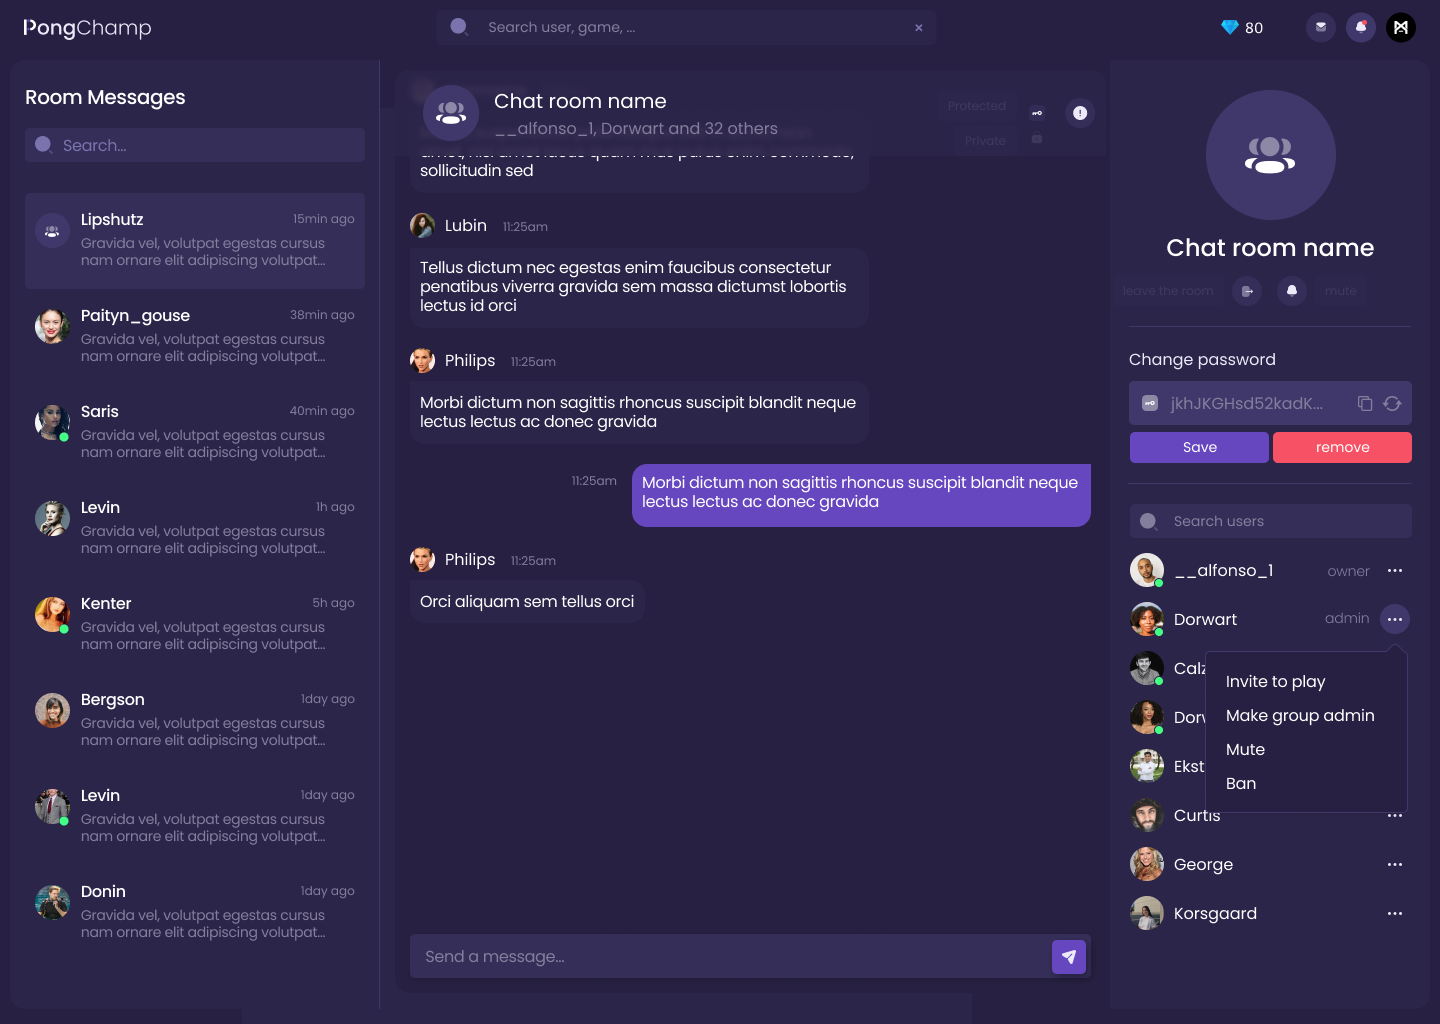 PongChamp
Search user, game, ...
×
80
Room Messages
Search...
Lipshutz
15min ago
Gravida vel, volutpat egestas cursus
nam ornare elit adipiscing volutpat...
Paityn_gouse
38min ago
Gravida vel, volutpat egestas cursus
nam ornare elit adipiscing volutpat...
Saris
40min ago
Gravida vel, volutpat egestas cursus
nam ornare elit adipiscing volutpat...
Levin
1h ago
Gravida vel, volutpat egestas cursus
nam ornare elit adipiscing volutpat...
Kenter
5h ago
Gravida vel, volutpat egestas cursus
nam ornare elit adipiscing volutpat...
Bergson
1day ago
Gravida vel, volutpat egestas cursus
nam ornare elit adipiscing volutpat...
Levin
1day ago
Gravida vel, volutpat egestas cursus
nam ornare elit adipiscing volutpat...
Donin
1day ago
Gravida vel, volutpat egestas cursus
nam ornare elit adipiscing volutpat...
Chat room name
__alfonso_1, Dorwart and 32 others
Protected
Private
sollicitudin sed
Lubin
11:25am
Tellus dictum nec egestas enim faucibus consectetur
penatibus viverra gravida sem massa dictumst lobortis
lectus id orci
Philips
11:25am
Morbi dictum non sagittis rhoncus suscipit blandit neque
lectus lectus ac donec gravida
11:25am
Morbi dictum non sagittis rhoncus suscipit blandit neque
lectus lectus ac donec gravida
Philips
11:25am
Orci aliquam sem tellus orci
Send a message...
Chat room name
leave the room
mute
Change password
jkhJKGHsd52kadK...
Save
remove
Search users
__alfonso_1
owner
Dorwart
admin
Calz
Invite to play
Make group admin
Mute
Ban
Ekst
Curtis
George
Korsgaard